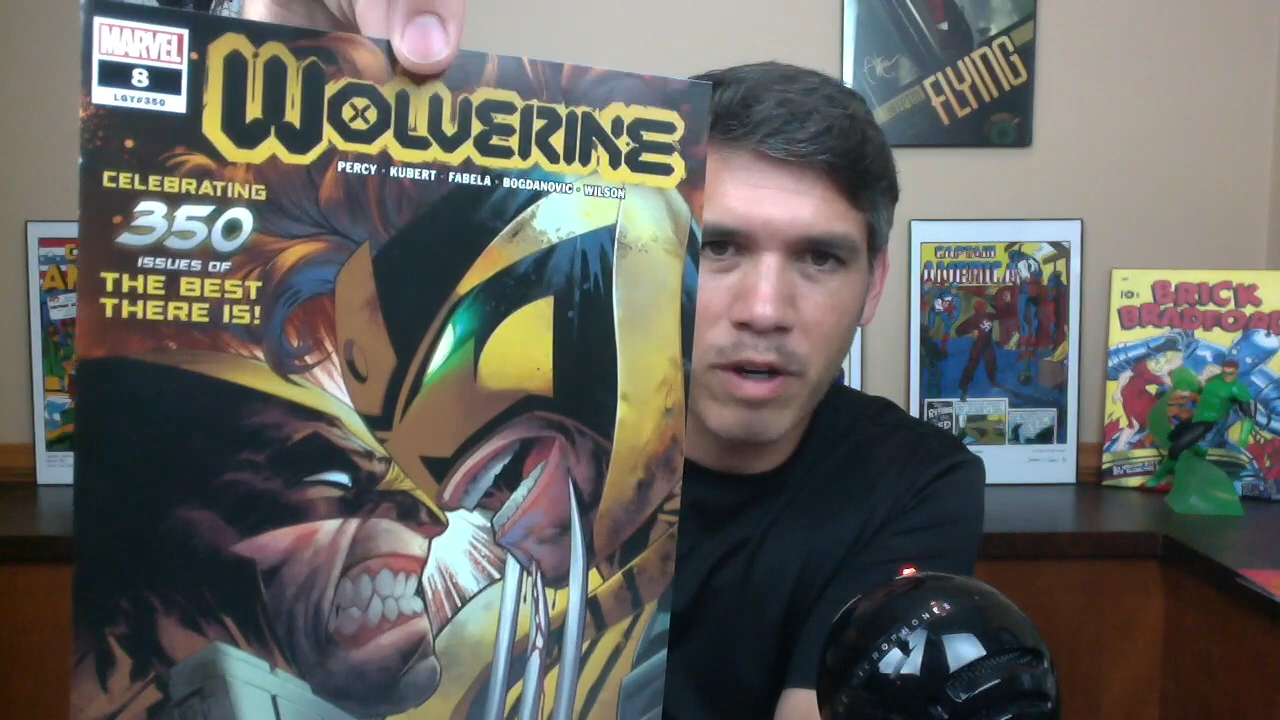 MARVEL
8
LGY#350
WOLVERINE
PERCY · KUBERT · FABELA · BOGDANOVIC · WILSON
CELEBRATING
350
ISSUES OF
THE BEST
THERE IS!
FLYING
CAPTAIN
AMERICA
BRICK
BRADFORD